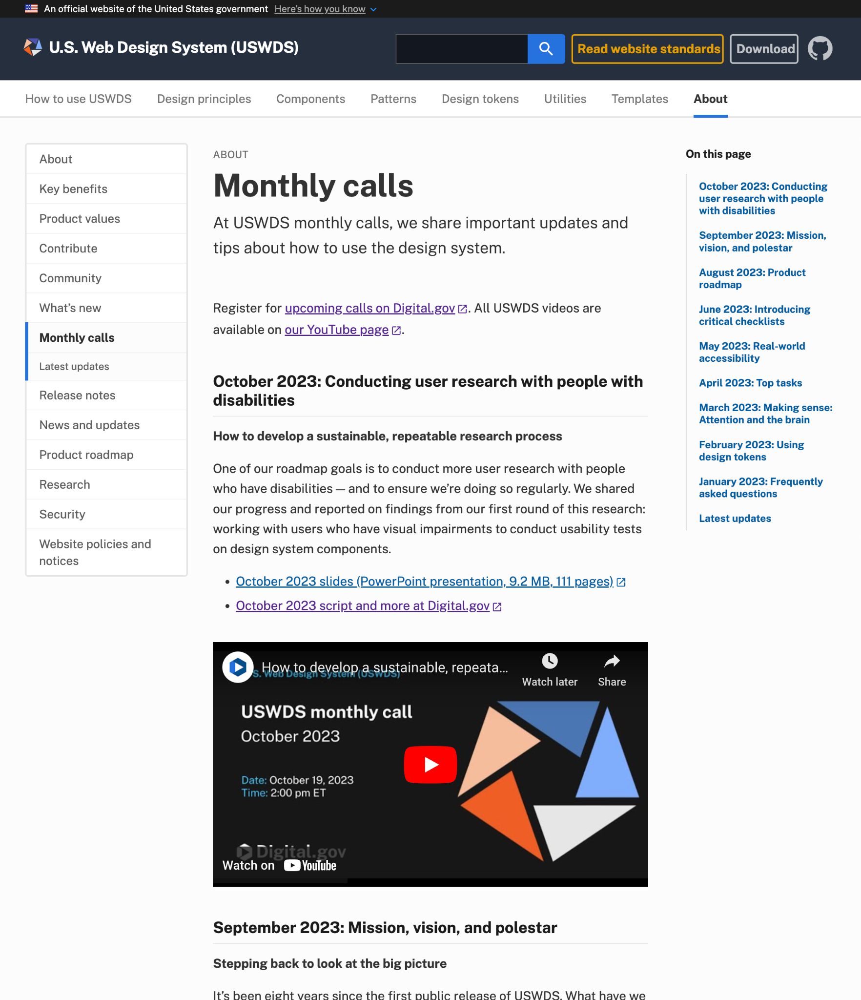 An official website of the United States government Here's how you know
U.S. Web Design System (USWDS)
Read website standards
Download
How to use USWDS
Design principles
Components
Patterns
Design tokens
Utilities
Templates
About
About
Key benefits
Product values
Contribute
Community
What's new
Monthly calls
Latest updates
Release notes
News and updates
Product roadmap
Research
Security
Website policies and
notices
ABOUT
Monthly calls
At USWDS monthly calls, we share important updates and
tips about how to use the design system.
Register for upcoming calls on Digital.gov. All USWDS videos are
available on our YouTube page.
October 2023: Conducting user research with people with
disabilities
How to develop a sustainable, repeatable research process
One of our roadmap goals is to conduct more user research with people
who have disabilities — and to ensure we're doing so regularly. We shared
our progress and reported on findings from our first round of this research:
working with users who have visual impairments to conduct usability tests
on design system components.
• October 2023 slides (PowerPoint presentation, 9.2 MB, 111 pages)
• October 2023 script and more at Digital.gov
How to develop a sustainable, repeata...
S. Web Design System (USWDS)
Watch later
Share
USWDS monthly call
October 2023
Date: October 19, 2023
Time: 2:00 pm ET
Digital.gov
Watch on YouTube
September 2023: Mission, vision, and polestar
Stepping back to look at the big picture
It's been eight years since the first public release of USWDS. What have we
On this page
October 2023: Conducting
user research with people
with disabilities
September 2023: Mission,
vision, and polestar
August 2023: Product
roadmap
June 2023: Introducing
critical checklists
May 2023: Real-world
accessibility
April 2023: Top tasks
March 2023: Making sense:
Attention and the brain
February 2023: Using
design tokens
January 2023: Frequently
asked questions
Latest updates